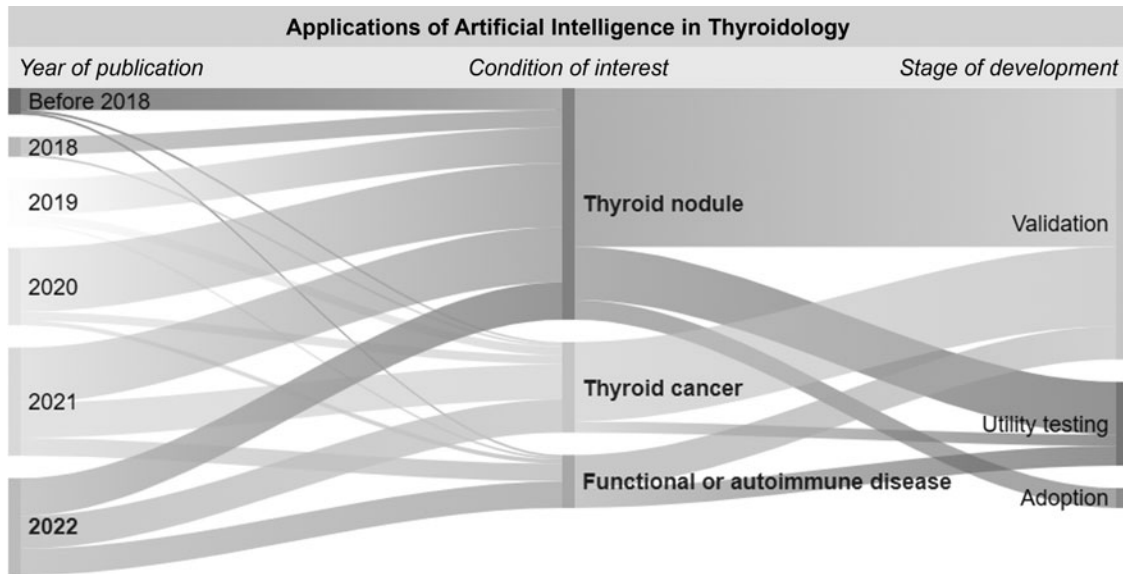 Applications of Artificial Intelligence in Thyroidology
Year of publication
Condition of interest
Stage of development
Before 2018
2018
2019
2020
2021
2022
Thyroid nodule
Thyroid cancer
Functional or autoimmune disease
Validation
Utility testing
Adoption